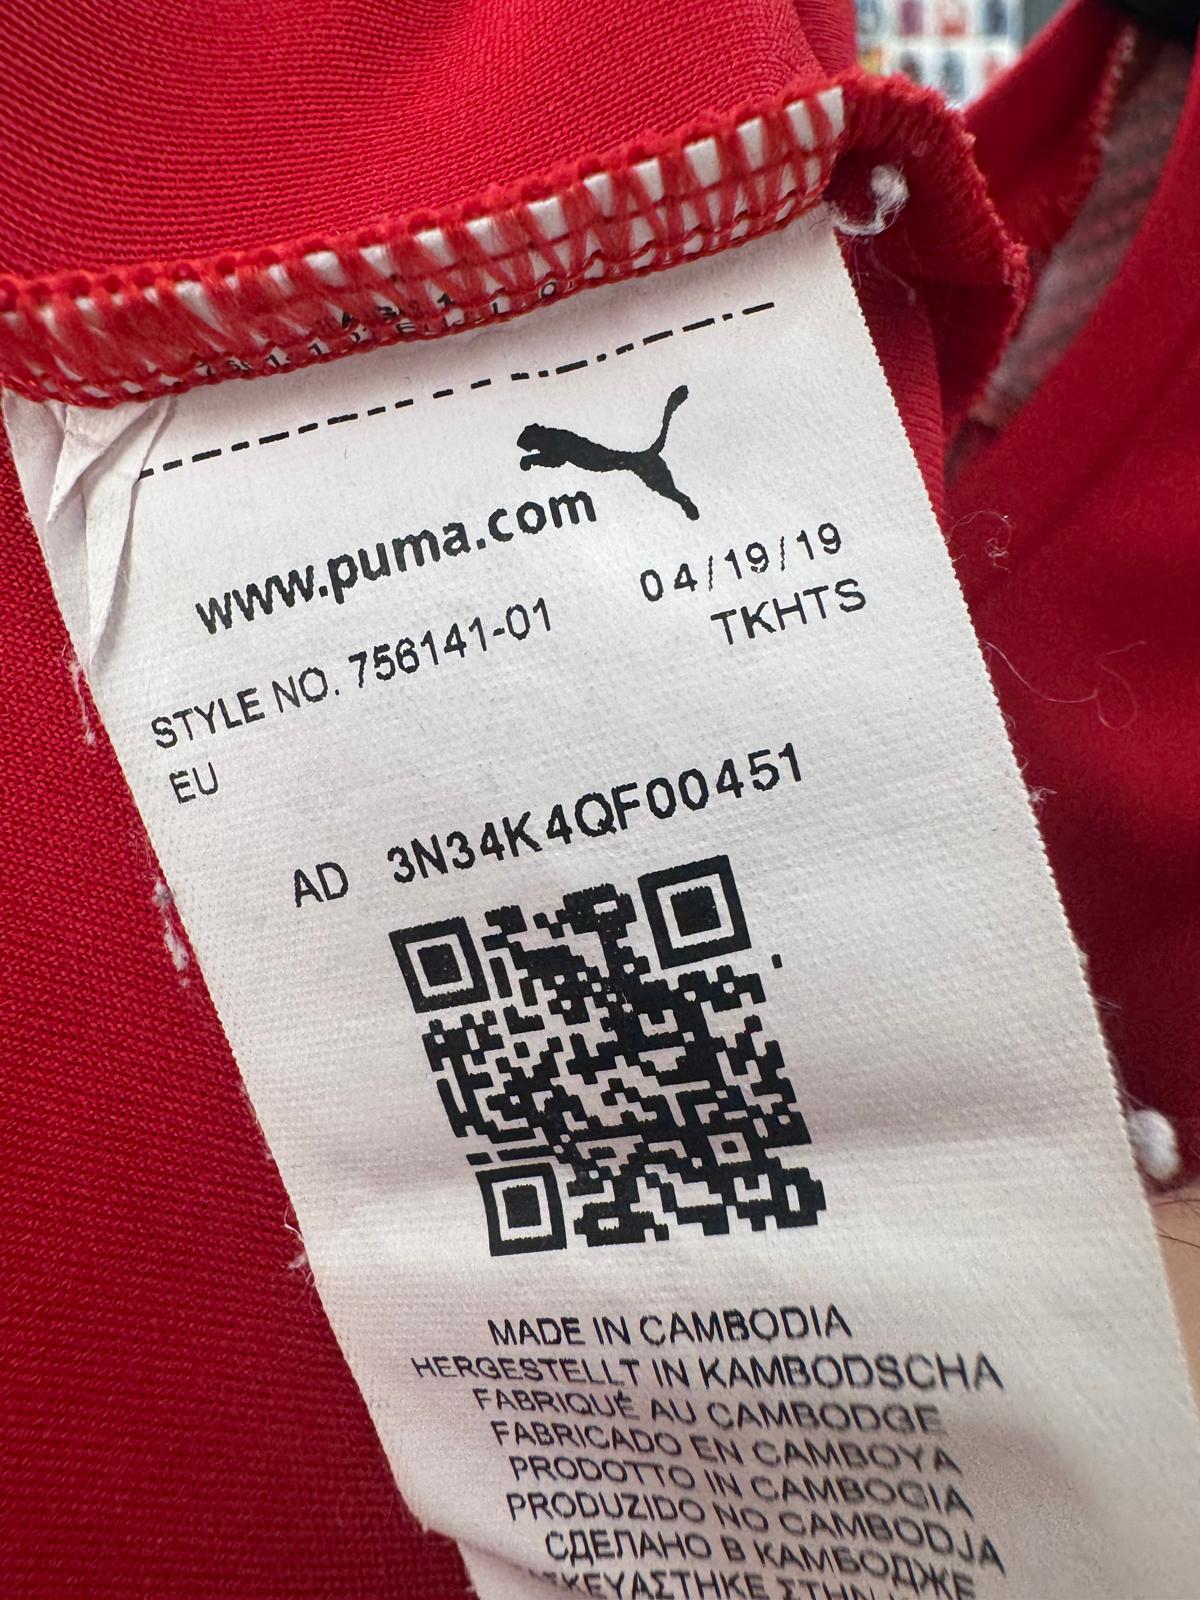 www.puma.com
04/19/19
STYLE NO. 756141-01 TKHTS
EU
AD 3N34K4QF00451
MADE IN CAMBODIA
HERGESTELLT IN KAMBODSCHA
FABRIQUÉ AU CAMBODGE
FABRICADO EN CAMBOYA
PRODOTTO IN CAMBOGIA
PRODUZIDO NO CAMBODJA
СДЕЛАНО В КАМБОДЖЕ
ΣΤΗΝ